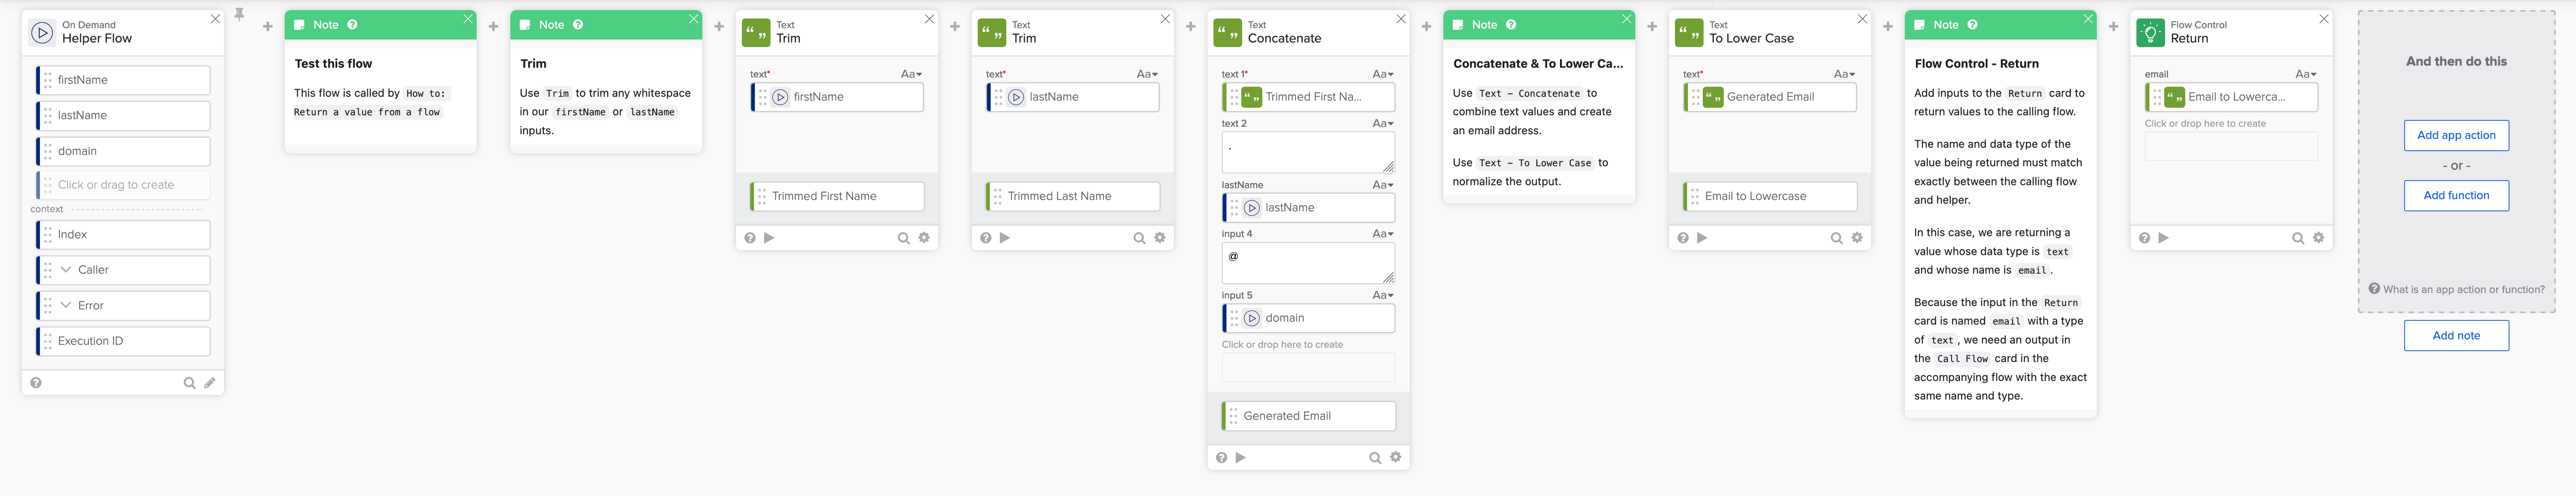 On Demand
Helper Flow
firstName
lastName
domain
Click or drag to create
context
Index
Caller
Error
Execution ID
Note
Test this flow
This flow is called by How to:
Return a value from a flow
Note
Trim
Use Trim to trim any whitespace
in our firstName or lastName
inputs.
Text
Trim
text*
Aa
firstName
Trimmed First Name
Text
Trim
text*
Aa
lastName
Trimmed Last Name
Text
Concatenate
text 1*
Aa
Trimmed First Na...
text 2
Aa
.
lastName
Aa
lastName
input 4
Aa
@
input 5
Aa
domain
Click or drop here to create
Generated Email
Note
Concatenate & To Lower Ca...
Use Text – Concatenate to
combine text values and create
an email address.
Use Text – To Lower Case to
normalize the output.
Text
To Lower Case
text*
Aa
Generated Email
Email to Lowercase
Note
Flow Control - Return
Add inputs to the Return card to
return values to the calling flow.
The name and data type of the
value being returned must match
exactly between the calling flow
and helper.
In this case, we are returning a
value whose data type is text
and whose name is email.
Because the input in the Return
card is named email with a type
of text, we need an output in
the Call Flow card in the
accompanying flow with the exact
same name and type.
Flow Control
Return
email
Aa
Email to Lowerca...
Click or drop here to create
And then do this
Add app action
- or -
Add function
What is an app action or function?
Add note